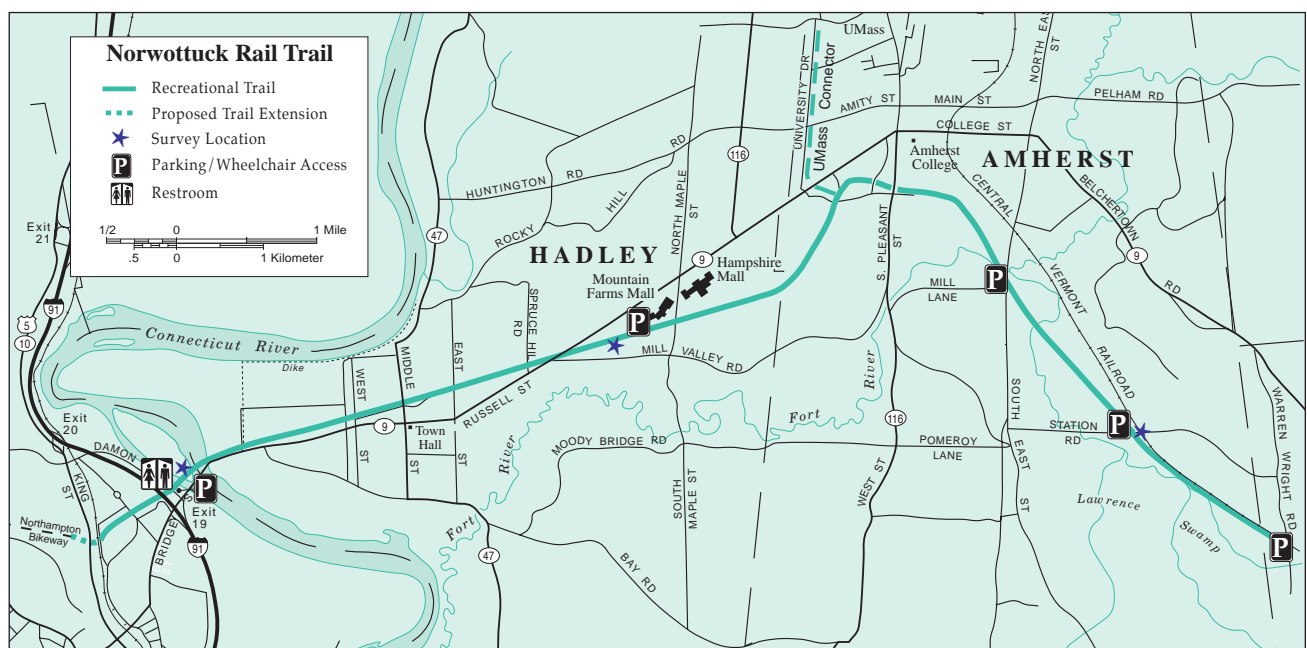 Norwottuck Rail Trail
Recreational Trail
Proposed Trail Extension
Survey Location
P
Parking/Wheelchair Access
Restroom
1/2 0 1 Mile
.5 0 1 Kilometer
Exit
21
91
5
10
Connecticut River
Dike
Exit
20
DAMON
KING
ST
Northampton
Bikeway
BRIDGE
P
Exit
19
91
47
HUNTINGTON RD
ROCKY HILL
RD
HADLEY
NORTH MAPLE
ST
116
9
Hampshire
Mall
Mountain
Farms Mall
P
SPRUCE HILL
RD
EAST
ST
MIDDLE
ST
WEST
ST
9
RUSSELL ST
Town
Hall
MILL VALLEY RD
Fort
River
MOODY BRIDGE RD
SOUTH
MAPLE ST
Fort
River
47
BAY RD
UMass
UNIVERSITY DR
UMass Connector
AMITY ST
MAIN ST
PELHAM RD
NORTH EAST
ST
COLLEGE ST
Amherst
College
AMHERST
S. PLEASANT
ST
CENTRAL
VERMONT
RAILROAD
BELCHERTOWN
RD
9
MILL
LANE
P
116
WEST ST
POMEROY
LANE
SOUTH
EAST
ST
STATION
RD
P
WARREN
WRIGHT RD
Lawrence
Swamp
P